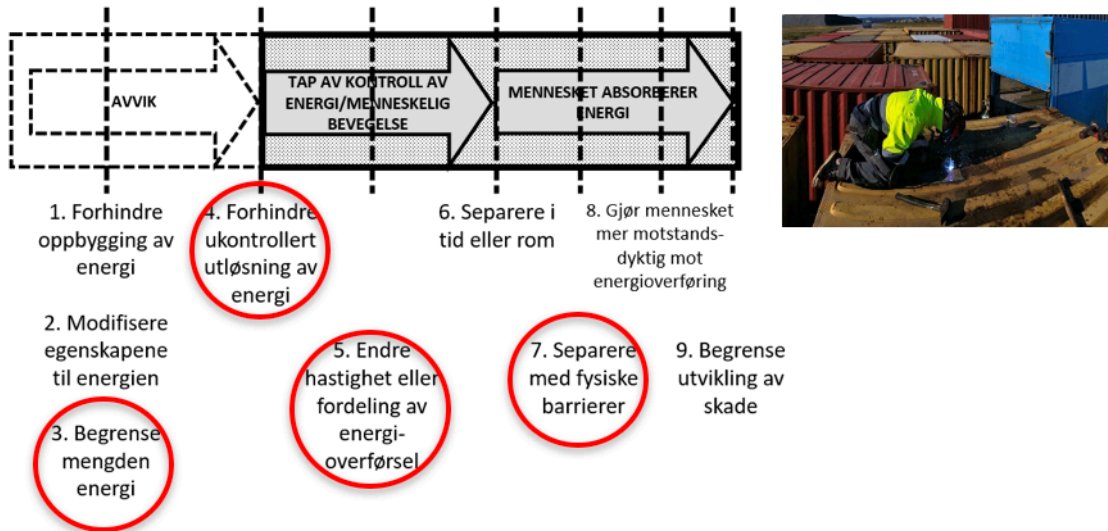 AVVIK
TAP AV KONTROLL AV
ENERGI/MENNESKELIG
BEVEGELSE
MENNESKET ABSORBERER
ENERGI
1. Forhindre
oppbygging av
energi
2. Modifisere
egenskapene
til energien
3. Begrense
mengden
energi
4. Forhindre
ukontrollert
utløsning av
energi
5. Endre
hastighet eller
fordeling av
energi-
overførsel
6. Separere i
tid eller rom
7. Separere
med fysiske
barrierer
8. Gjør mennesket
mer motstands-
dyktig mot
energioverføring
9. Begrense
utvikling av
skade